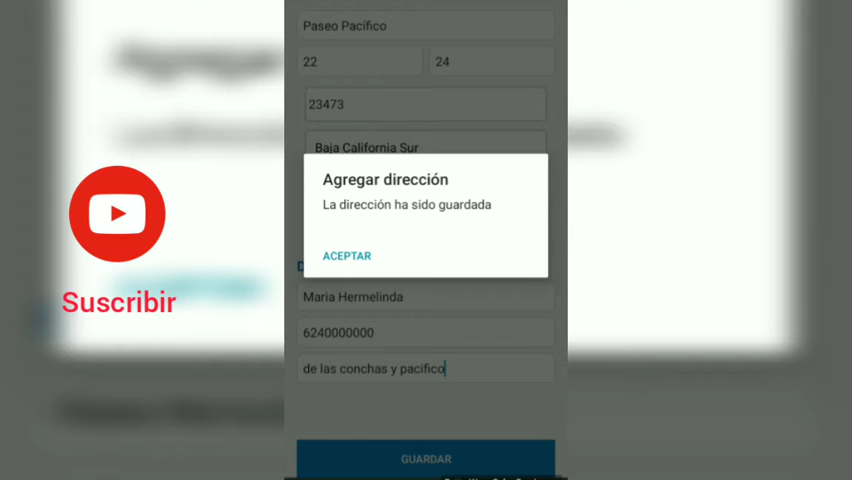 Paseo Pacífico
22
24
23473
Baja California Sur
Agregar dirección
La dirección ha sido guardada
ACEPTAR
Maria Hermelinda
6240000000
de las conchas y pacifico
GUARDAR
Suscribir